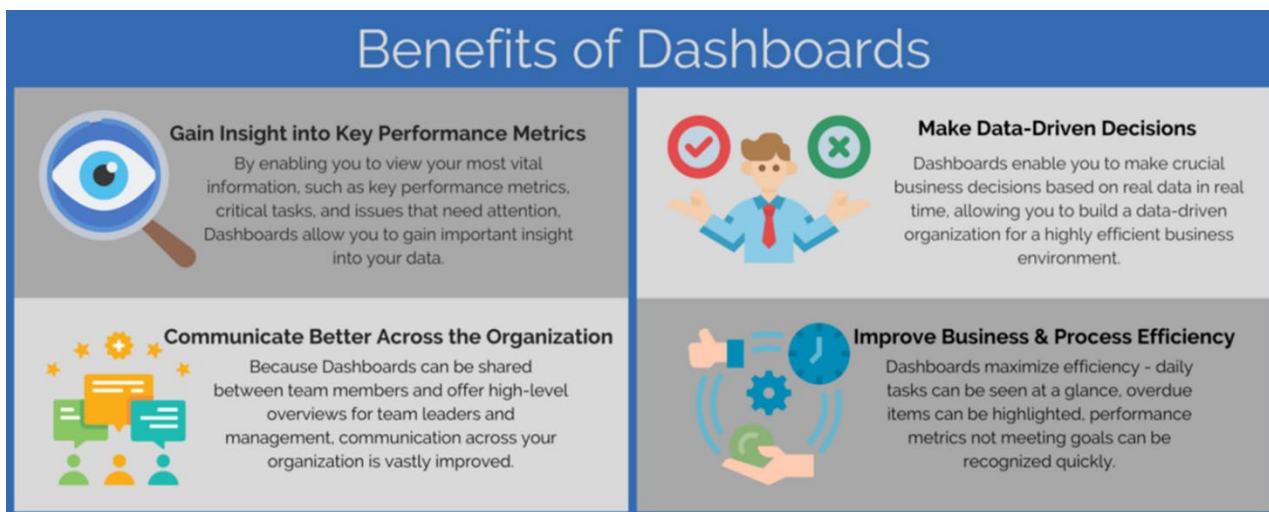 Benefits of Dashboards
Gain Insight into Key Performance Metrics
By enabling you to view your most vital
information, such as key performance metrics,
critical tasks, and issues that need attention,
Dashboards allow you to gain important insight
into your data.
Make Data-Driven Decisions
Dashboards enable you to make crucial
business decisions based on real data in real
time, allowing you to build a data-driven
organization for a highly efficient business
environment.
Communicate Better Across the Organization
Because Dashboards can be shared
between team members and offer high-level
overviews for team leaders and
management, communication across your
organization is vastly improved.
Improve Business & Process Efficiency
Dashboards maximize efficiency - daily
tasks can be seen at a glance, overdue
items can be highlighted, performance
metrics not meeting goals can be
recognized quickly.